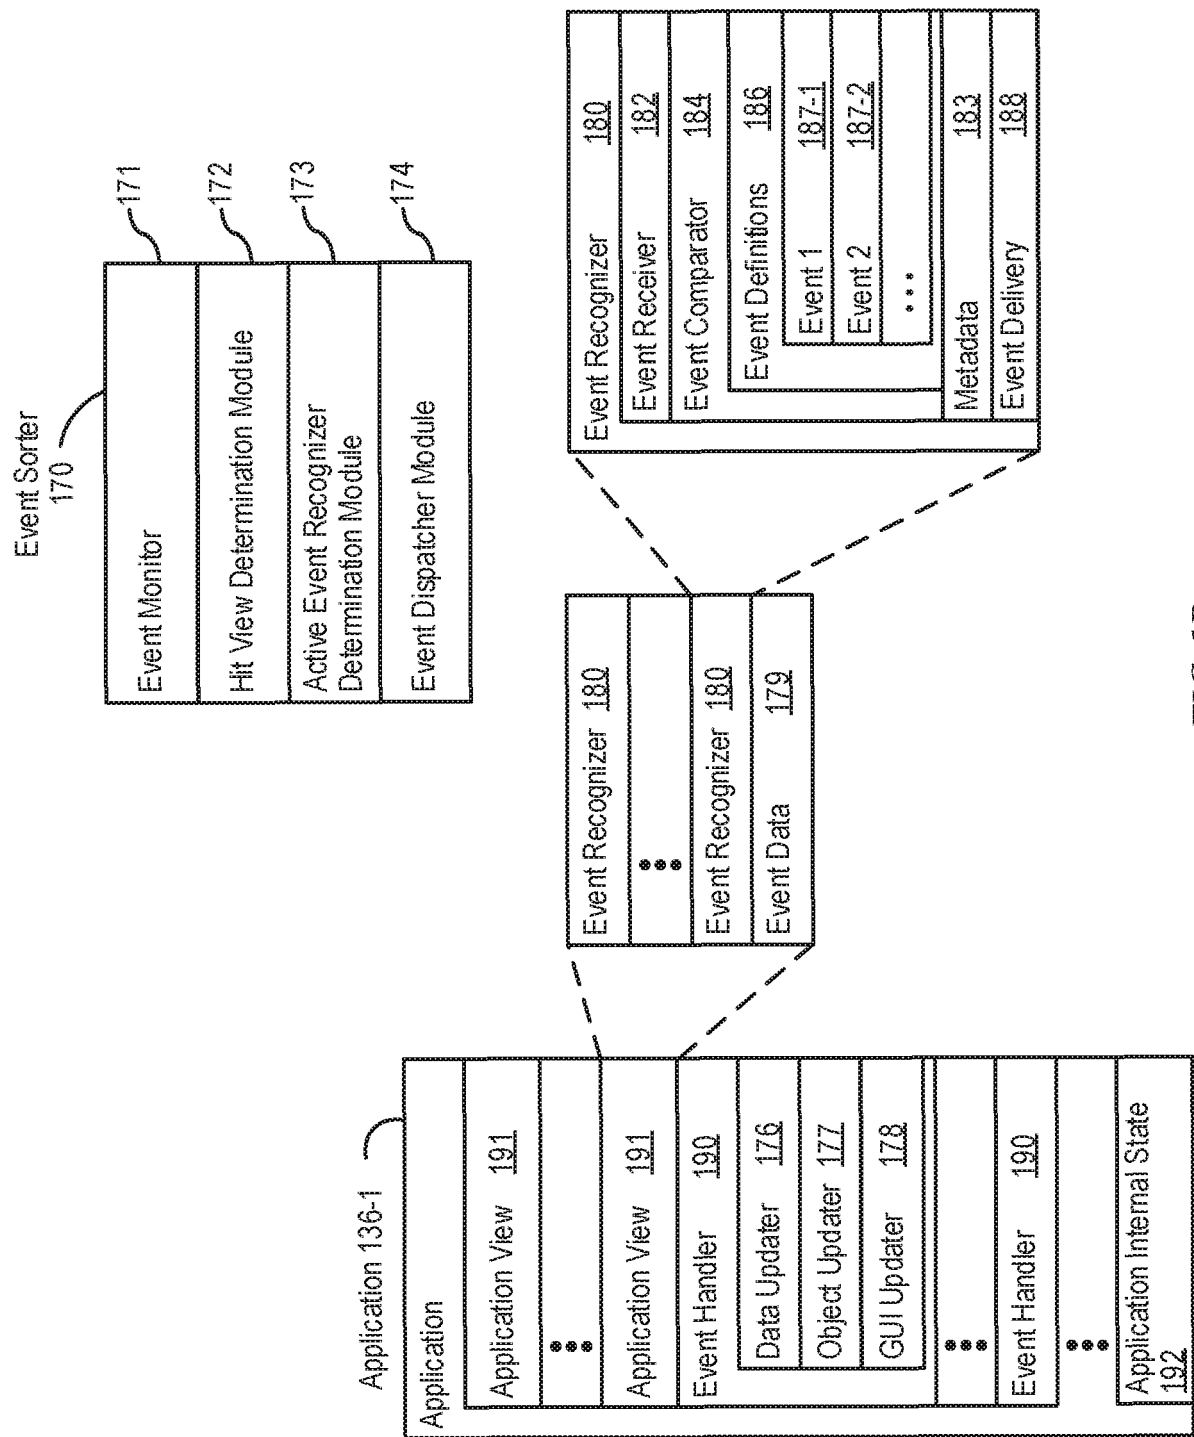 Event Sorter
170
Event Monitor
171
Hit View Determination Module
172
Active Event Recognizer
Determination Module
173
Event Dispatcher Module
174
Application 136-1
Application
Application View 191
•••
Application View 191
Event Handler 190
Data Updater 176
Object Updater 177
GUI Updater 178
•••
Event Handler 190
•••
Application Internal State
192
Event Recognizer 180
•••
Event Recognizer 180
Event Data 179
Event Recognizer 180
Event Receiver 182
Event Comparator 184
Event Definitions 186
Event 1 187-1
Event 2 187-2
•••
Metadata 183
Event Delivery 188